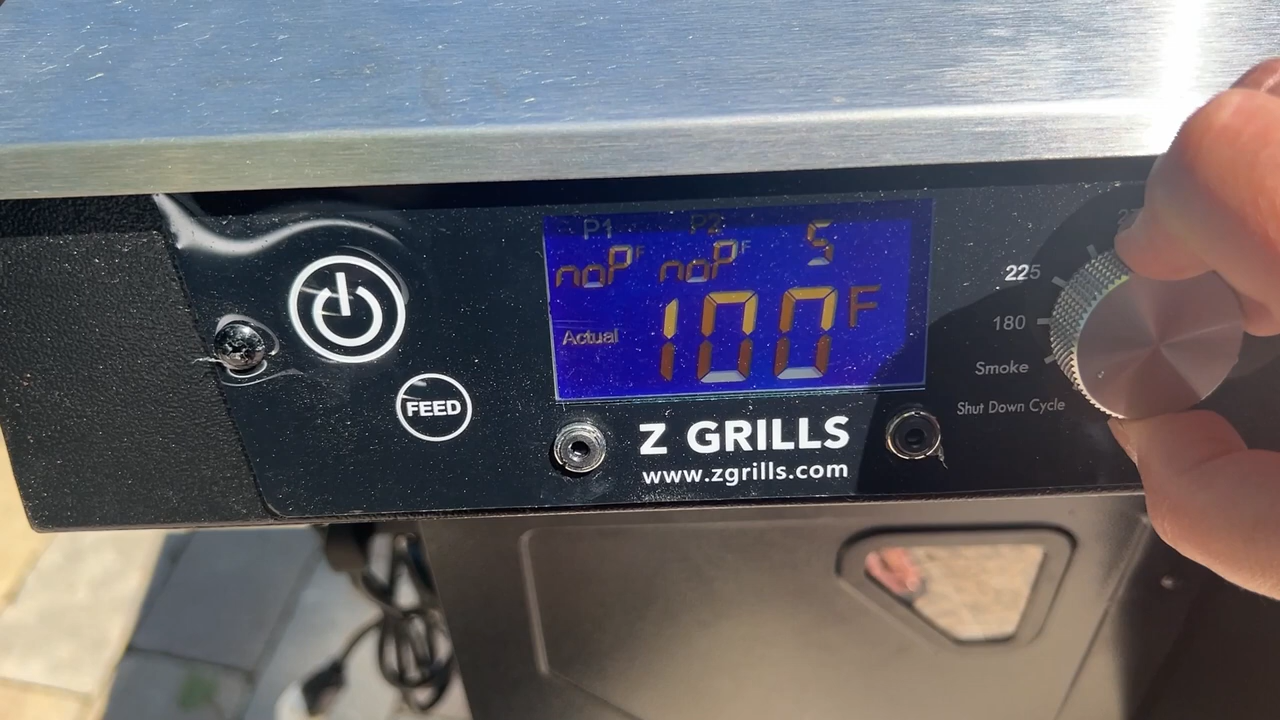 P1 P2 5
noP F noP F
Actual 100 F
FEED
Z GRILLS
www.zgrills.com
225
180
Smoke
Shut Down Cycle